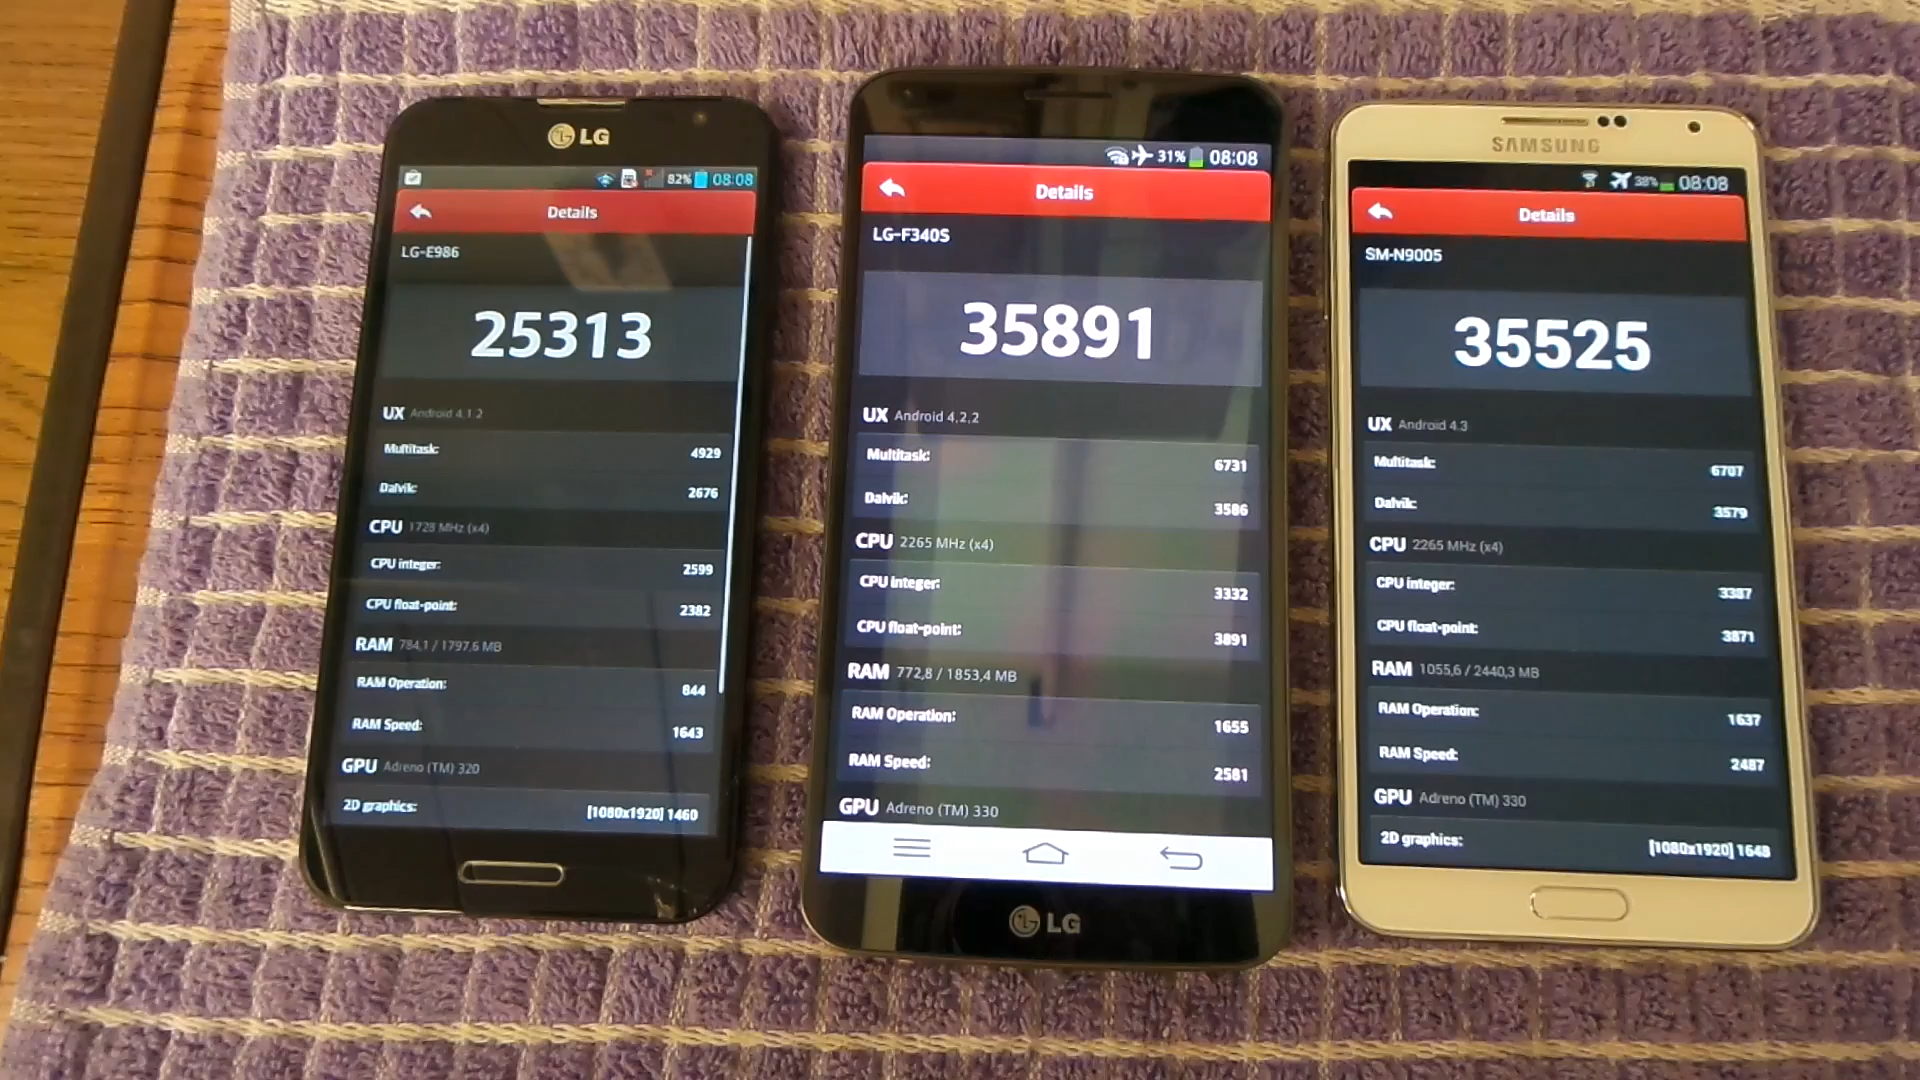 LG
82% 08:08
Details
LG-E986
25313
UX Android 4.1.2
Multitask: 4929
Dalvik: 2676
CPU 1728 MHz (x4)
CPU integer: 2599
CPU float-point: 2382
RAM 784,1 / 1797,6 MB
RAM Operation: 844
RAM Speed: 1643
GPU Adreno (TM) 320
2D graphics: [1080x1920] 1460
31% 08:08
Details
LG-F340S
35891
UX Android 4,2,2
Multitask: 6731
Dalvik: 3586
CPU 2265 MHz (x4)
CPU integer: 3332
CPU float-point: 3891
RAM 772,8 / 1853,4 MB
RAM Operation: 1655
RAM Speed: 2581
GPU Adreno (TM) 330
LG
SAMSUNG
38% 08:08
Details
SM-N9005
35525
UX Android 4.3
Multitask: 6707
Dalvik: 3579
CPU 2265 MHz (x4)
CPU integer: 3387
CPU float-point: 3871
RAM 1055,6 / 2440,3 MB
RAM Operation: 1637
RAM Speed: 2487
GPU Adreno (TM) 330
2D graphics: [1080x1920] 1648